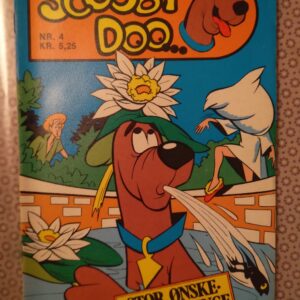 SCOOBY
DOO...
NR. 4
KR. 5,25
STOR ØNSKE-